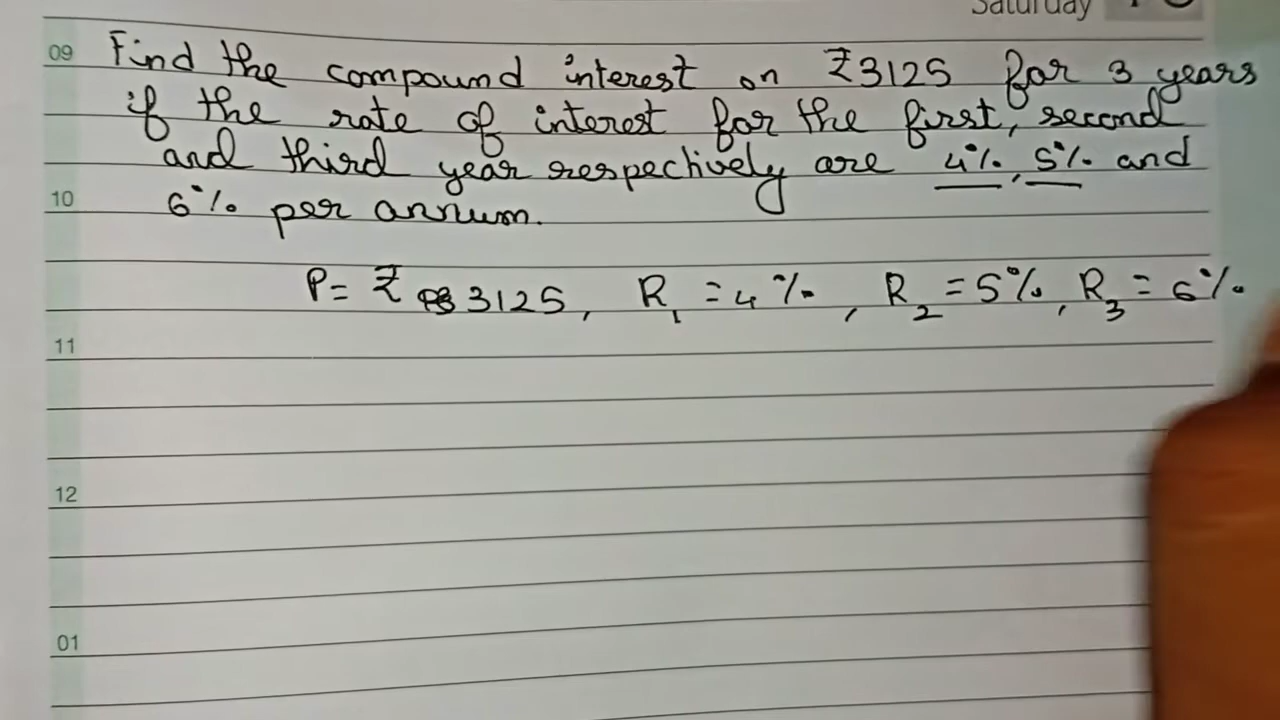 Saturday
09 Find the compound interest on ₹3125 for 3 years
if the rate of interest for the first, second
and third year respectively are 4%, 5% and
10 6% per annum.
P = ₹ 3125, R₁ = 4%, R₂ = 5%, R₃ = 6%
11
12
01